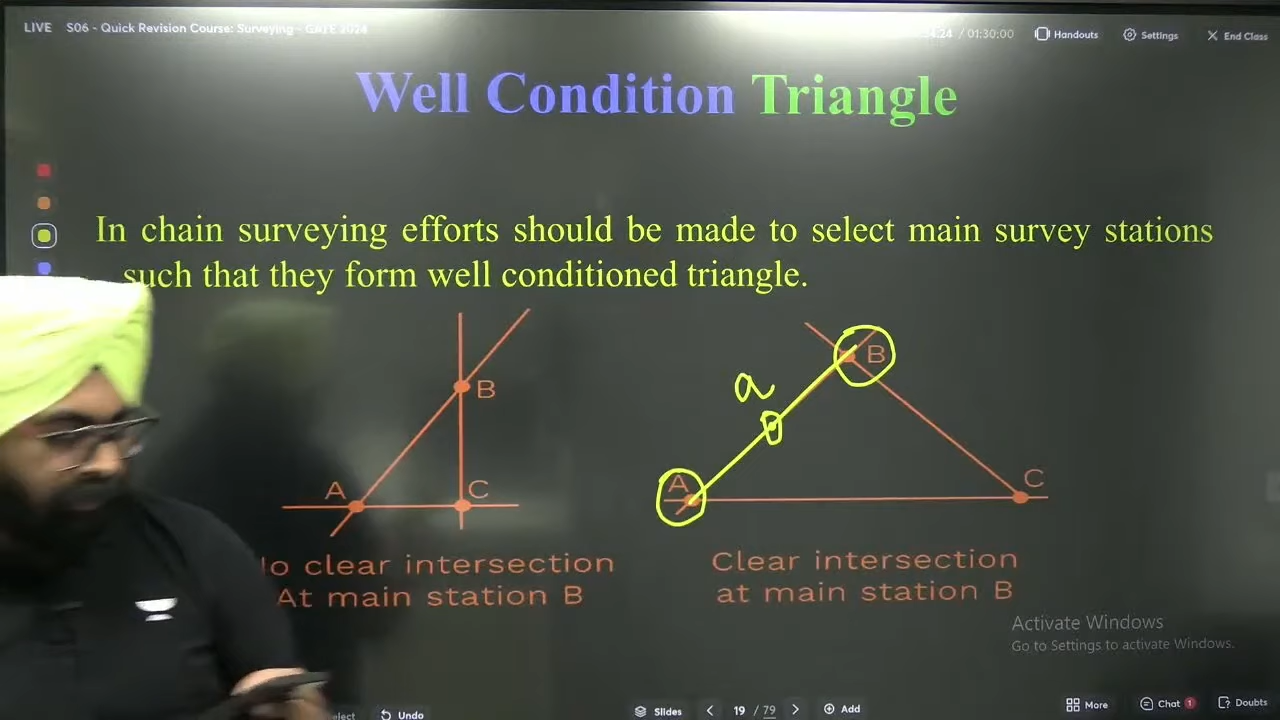 LIVE S06 - Quick Revision Course: Surveying - GATE 2024
/ 01:30:00 Handouts Settings End Class
Well Condition Triangle
In chain surveying efforts should be made to select main survey stations
such that they form well conditioned triangle.
B
A C
No clear intersection
At main station B
a
B
A
C
Clear intersection
at main station B
Activate Windows
Go to Settings to activate Windows.
Undo Slides 19 / 79 Add More Chat 1 Doubts